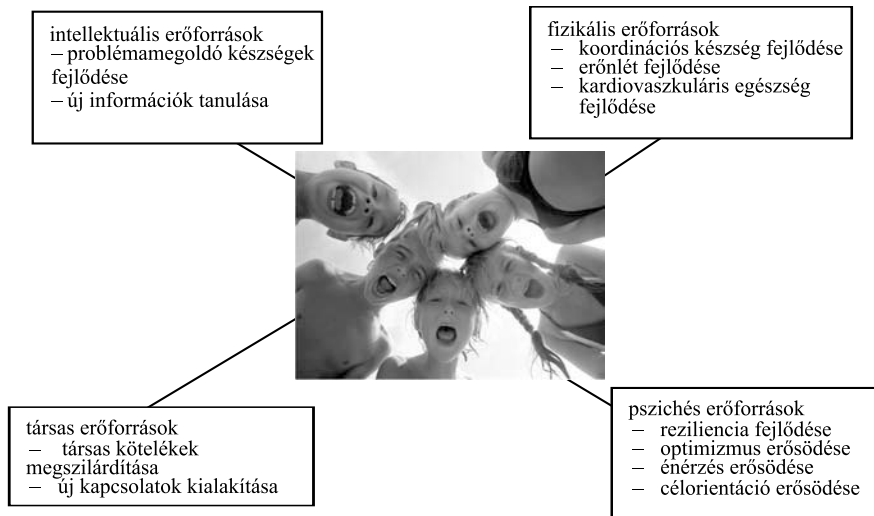 intellektuális erőforrások
– problémamegoldó készségek
fejlődése
– új információk tanulása
fizikális erőforrások
– koordinációs készség fejlődése
– erőnlét fejlődése
– kardiovaszkuláris egészség
fejlődése
társas erőforrások
– társas kötelékek
megszilárdítása
– új kapcsolatok kialakítása
pszichés erőforrások
– reziliencia fejlődése
– optimizmus erősödése
– énérzés erősödése
– célorientáció erősödése